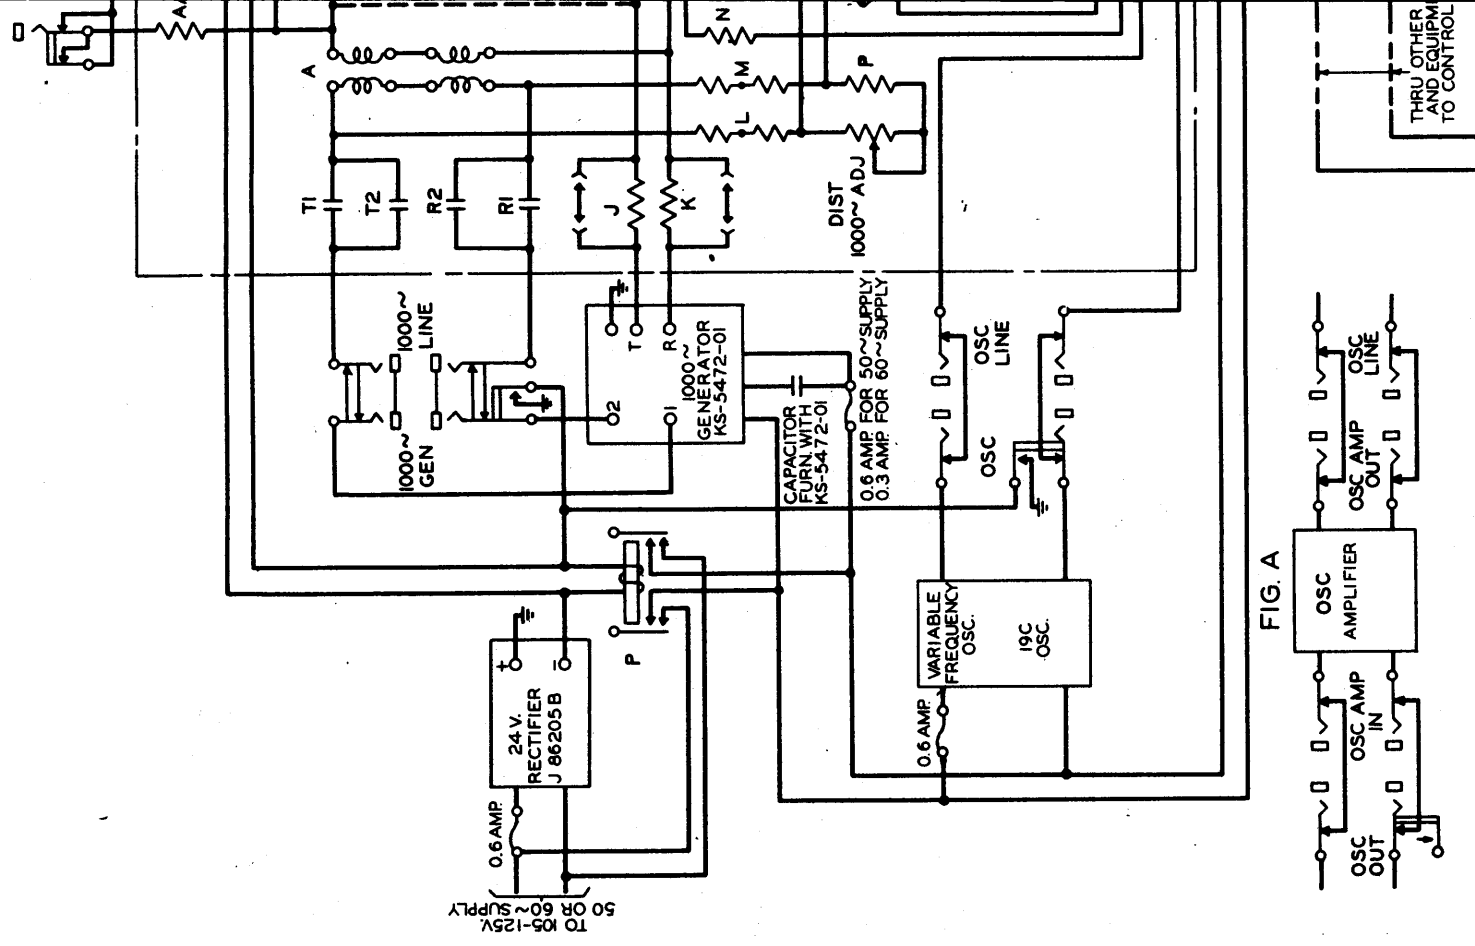 A
N
A
M
P
L
T1
T2
R2
R1
J
K
DIST
1000~ADJ
THRU OTHER
AND EQUIPM
TO CONTROL
1000~
LINE
1000~
GEN
T
R
2
1
1000~
GENERATOR
KS-5472-01
CAPACITOR
FURN. WITH
KS-5472-01
0.6 AMP. FOR 50~SUPPLY
0.3 AMP. FOR 60~SUPPLY
OSC
LINE
OSC
OSC
LINE
OSC AMP
OUT
FIG. A
OSC
AMPLIFIER
OSC AMP
IN
OSC
OUT
VARIABLE
FREQUENCY
OSC.
19C
OSC.
0.6 AMP.
P
+
–
24 V.
RECTIFIER
J 86205 B
0.6 AMP.
TO 105-125V.
50 OR 60~SUPPLY